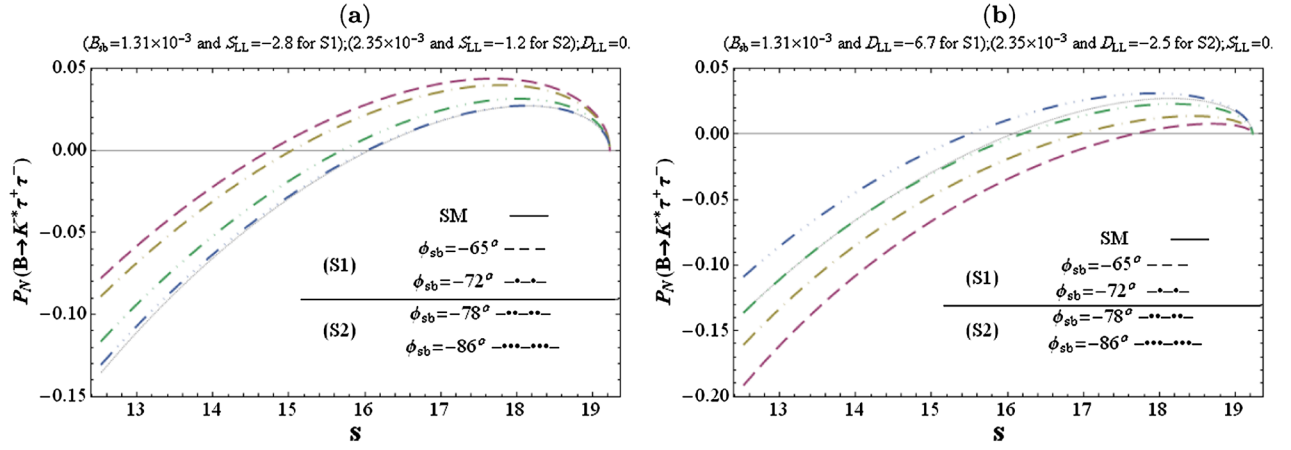 (a)
(B_sb=1.31×10⁻³ and S_LL=−2.8 for S1);(2.35×10⁻³ and S_LL=−1.2 for S2);D_LL=0.
0.05
0.00
−0.05
−0.10
−0.15
P_N(B→K*τ⁺τ⁻)
SM
ϕ_sb=−65°
(S1)
ϕ_sb=−72°
ϕ_sb=−78°
(S2)
ϕ_sb=−86°
13 14 15 16 17 18 19
S
(b)
(B_sb=1.31×10⁻³ and D_LL=−6.7 for S1);(2.35×10⁻³ and D_LL=−2.5 for S2);S_LL=0.
0.05
0.00
−0.05
−0.10
−0.15
−0.20
P_N(B→K*τ⁺τ⁻)
SM
ϕ_sb=−65°
(S1)
ϕ_sb=−72°
ϕ_sb=−78°
(S2)
ϕ_sb=−86°
13 14 15 16 17 18 19
S